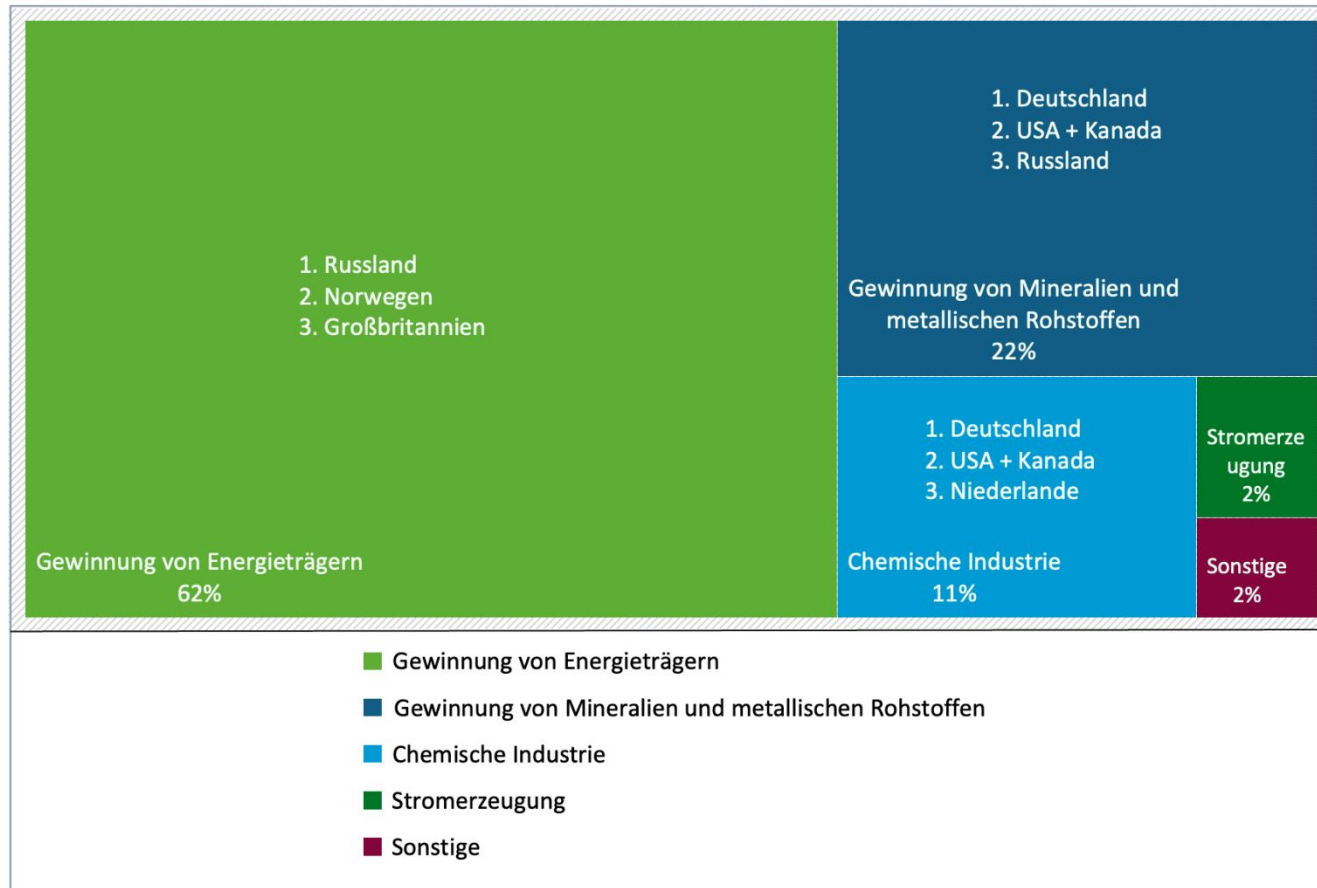 1. Russland
2. Norwegen
3. Großbritannien
Gewinnung von Energieträgern
62%
1. Deutschland
2. USA + Kanada
3. Russland
Gewinnung von Mineralien und
metallischen Rohstoffen
22%
1. Deutschland
2. USA + Kanada
3. Niederlande
Chemische Industrie
11%
Stromerze
ugung
2%
Sonstige
2%
Gewinnung von Energieträgern
Gewinnung von Mineralien und metallischen Rohstoffen
Chemische Industrie
Stromerzeugung
Sonstige